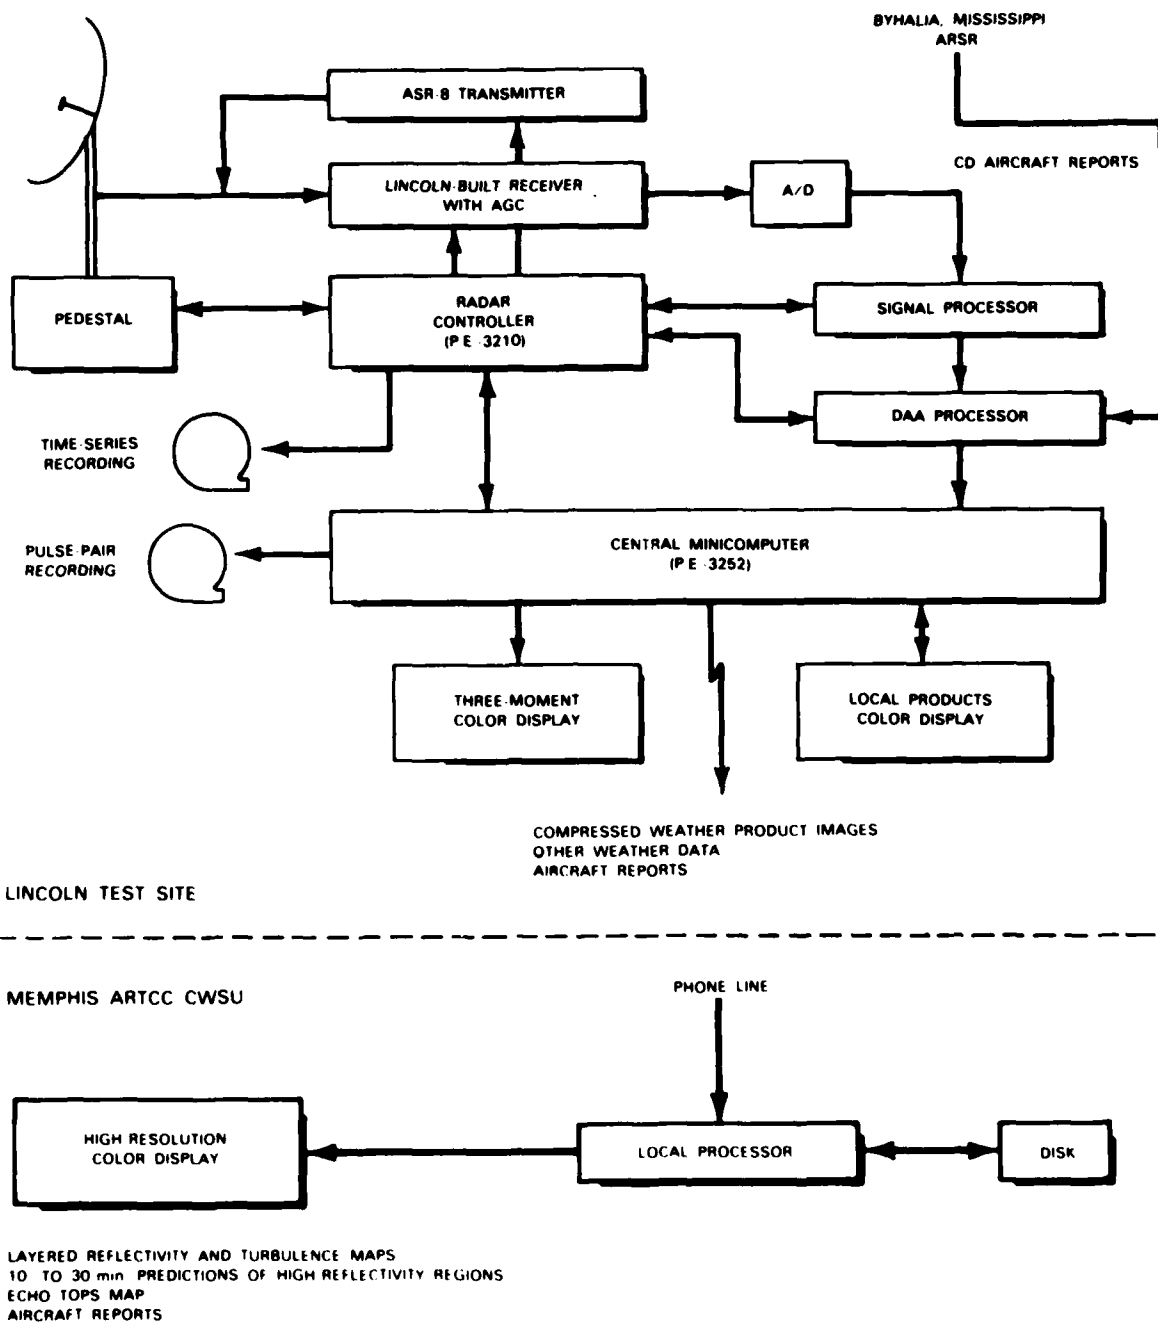 BYHALIA, MISSISSIPPI
ARSR
ASR-8 TRANSMITTER
CD AIRCRAFT REPORTS
LINCOLN-BUILT RECEIVER
WITH AGC
A/D
PEDESTAL
RADAR
CONTROLLER
(P E -3210)
SIGNAL PROCESSOR
DAA PROCESSOR
TIME-SERIES
RECORDING
PULSE-PAIR
RECORDING
CENTRAL MINICOMPUTER
(P E -3252)
THREE-MOMENT
COLOR DISPLAY
LOCAL PRODUCTS
COLOR DISPLAY
COMPRESSED WEATHER PRODUCT IMAGES
OTHER WEATHER DATA
AIRCRAFT REPORTS
LINCOLN TEST SITE
MEMPHIS ARTCC CWSU
PHONE LINE
HIGH RESOLUTION
COLOR DISPLAY
LOCAL PROCESSOR
DISK
LAYERED REFLECTIVITY AND TURBULENCE MAPS
10 TO 30 min PREDICTIONS OF HIGH REFLECTIVITY REGIONS
ECHO TOPS MAP
AIRCRAFT REPORTS